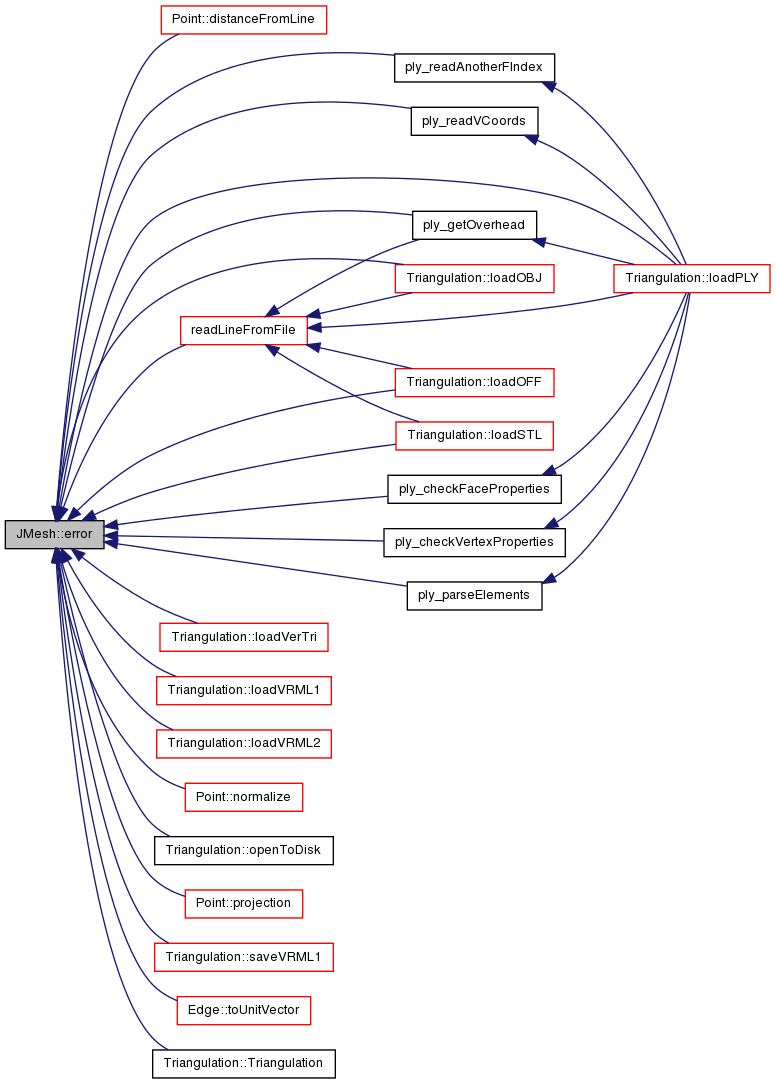 Point::distanceFromLine
ply_readAnotherFIndex
ply_readVCoords
ply_getOverhead
Triangulation::loadOBJ
Triangulation::loadPLY
readLineFromFile
Triangulation::loadOFF
Triangulation::loadSTL
ply_checkFaceProperties
JMesh::error
ply_checkVertexProperties
ply_parseElements
Triangulation::loadVerTri
Triangulation::loadVRML1
Triangulation::loadVRML2
Point::normalize
Triangulation::openToDisk
Point::projection
Triangulation::saveVRML1
Edge::toUnitVector
Triangulation::Triangulation